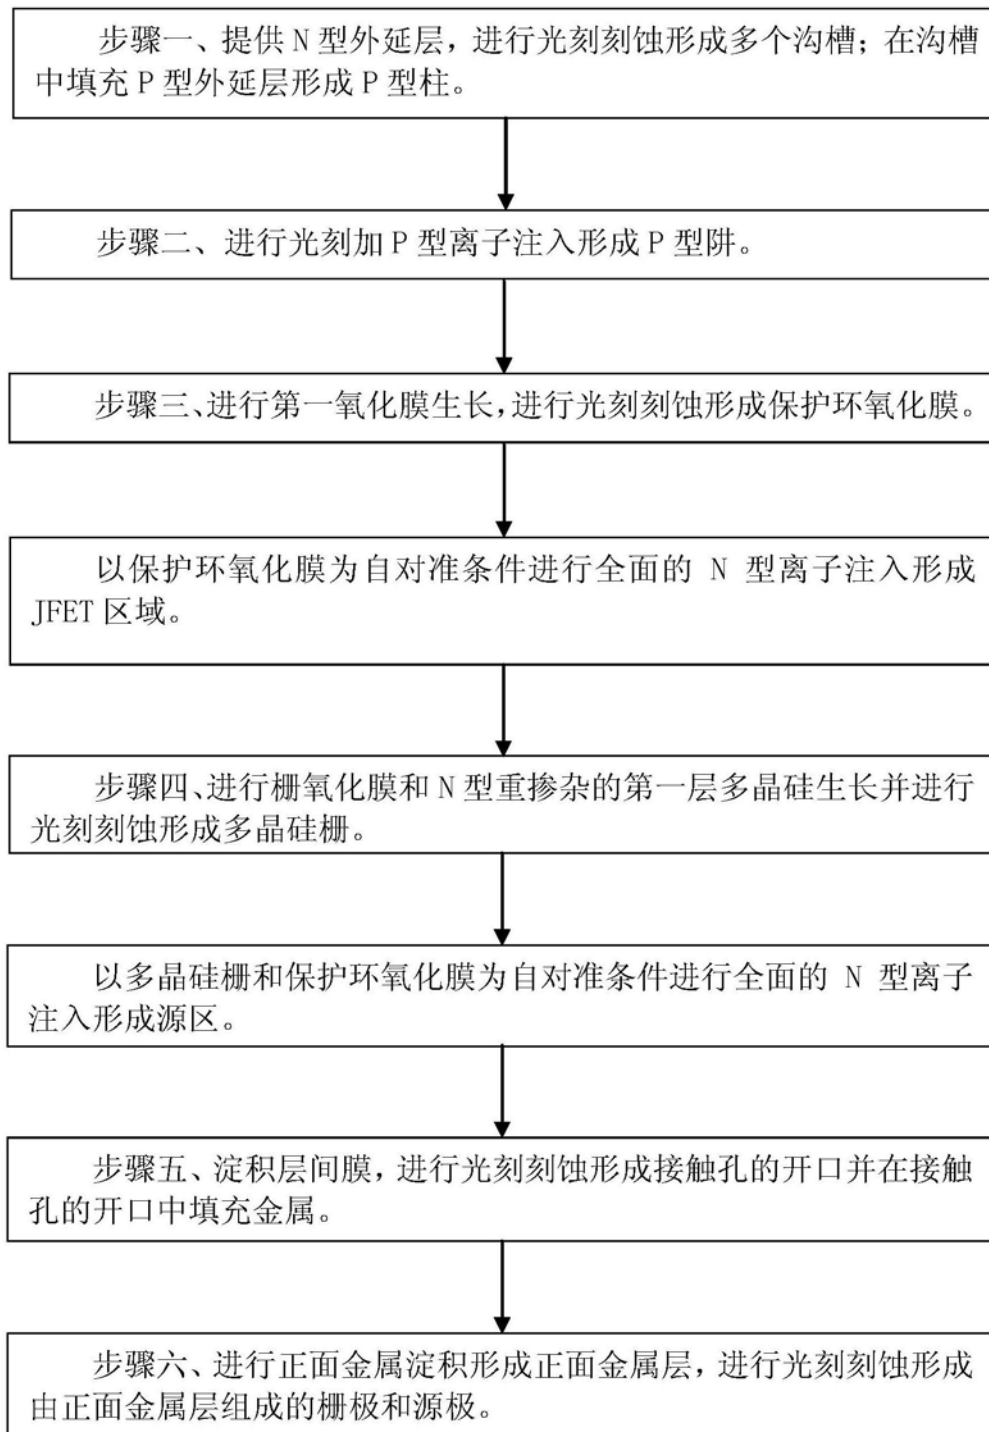 步骤一、提供 N 型外延层，进行光刻刻蚀形成多个沟槽；在沟槽
中填充 P 型外延层形成 P 型柱。
步骤二、进行光刻加 P 型离子注入形成 P 型阱。
步骤三、进行第一氧化膜生长，进行光刻刻蚀形成保护环氧化膜。
以保护环氧化膜为自对准条件进行全面的 N 型离子注入形成
JFET 区域。
步骤四、进行栅氧化膜和 N 型重掺杂的第一层多晶硅生长并进行
光刻刻蚀形成多晶硅栅。
以多晶硅栅和保护环氧化膜为自对准条件进行全面的 N 型离子
注入形成源区。
步骤五、淀积层间膜，进行光刻刻蚀形成接触孔的开口并在接触
孔的开口中填充金属。
步骤六、进行正面金属淀积形成正面金属层，进行光刻刻蚀形成
由正面金属层组成的栅极和源极。